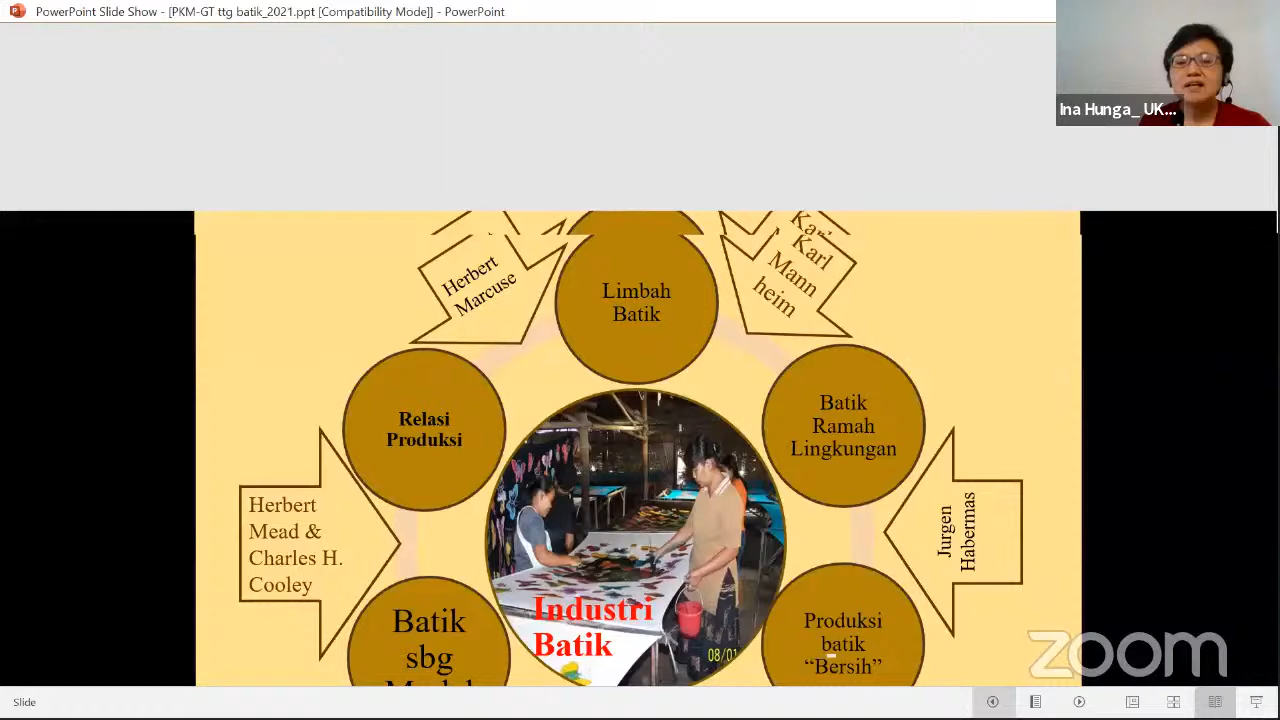 PowerPoint Slide Show - [PKM-GT ttg batik_2021.ppt [Compatibility Mode]] - PowerPoint
Ina Hunga_ UK...
Herbert
Marcuse
Limbah
Batik
Karl
Mann
heim
Relasi
Produksi
Batik
Ramah
Lingkungan
Herbert
Mead &
Charles H.
Cooley
Jurgen
Habermas
Industri
Batik
08/01
Batik
sbg
Produksi
batik
“Bersih”
zoom
Slide